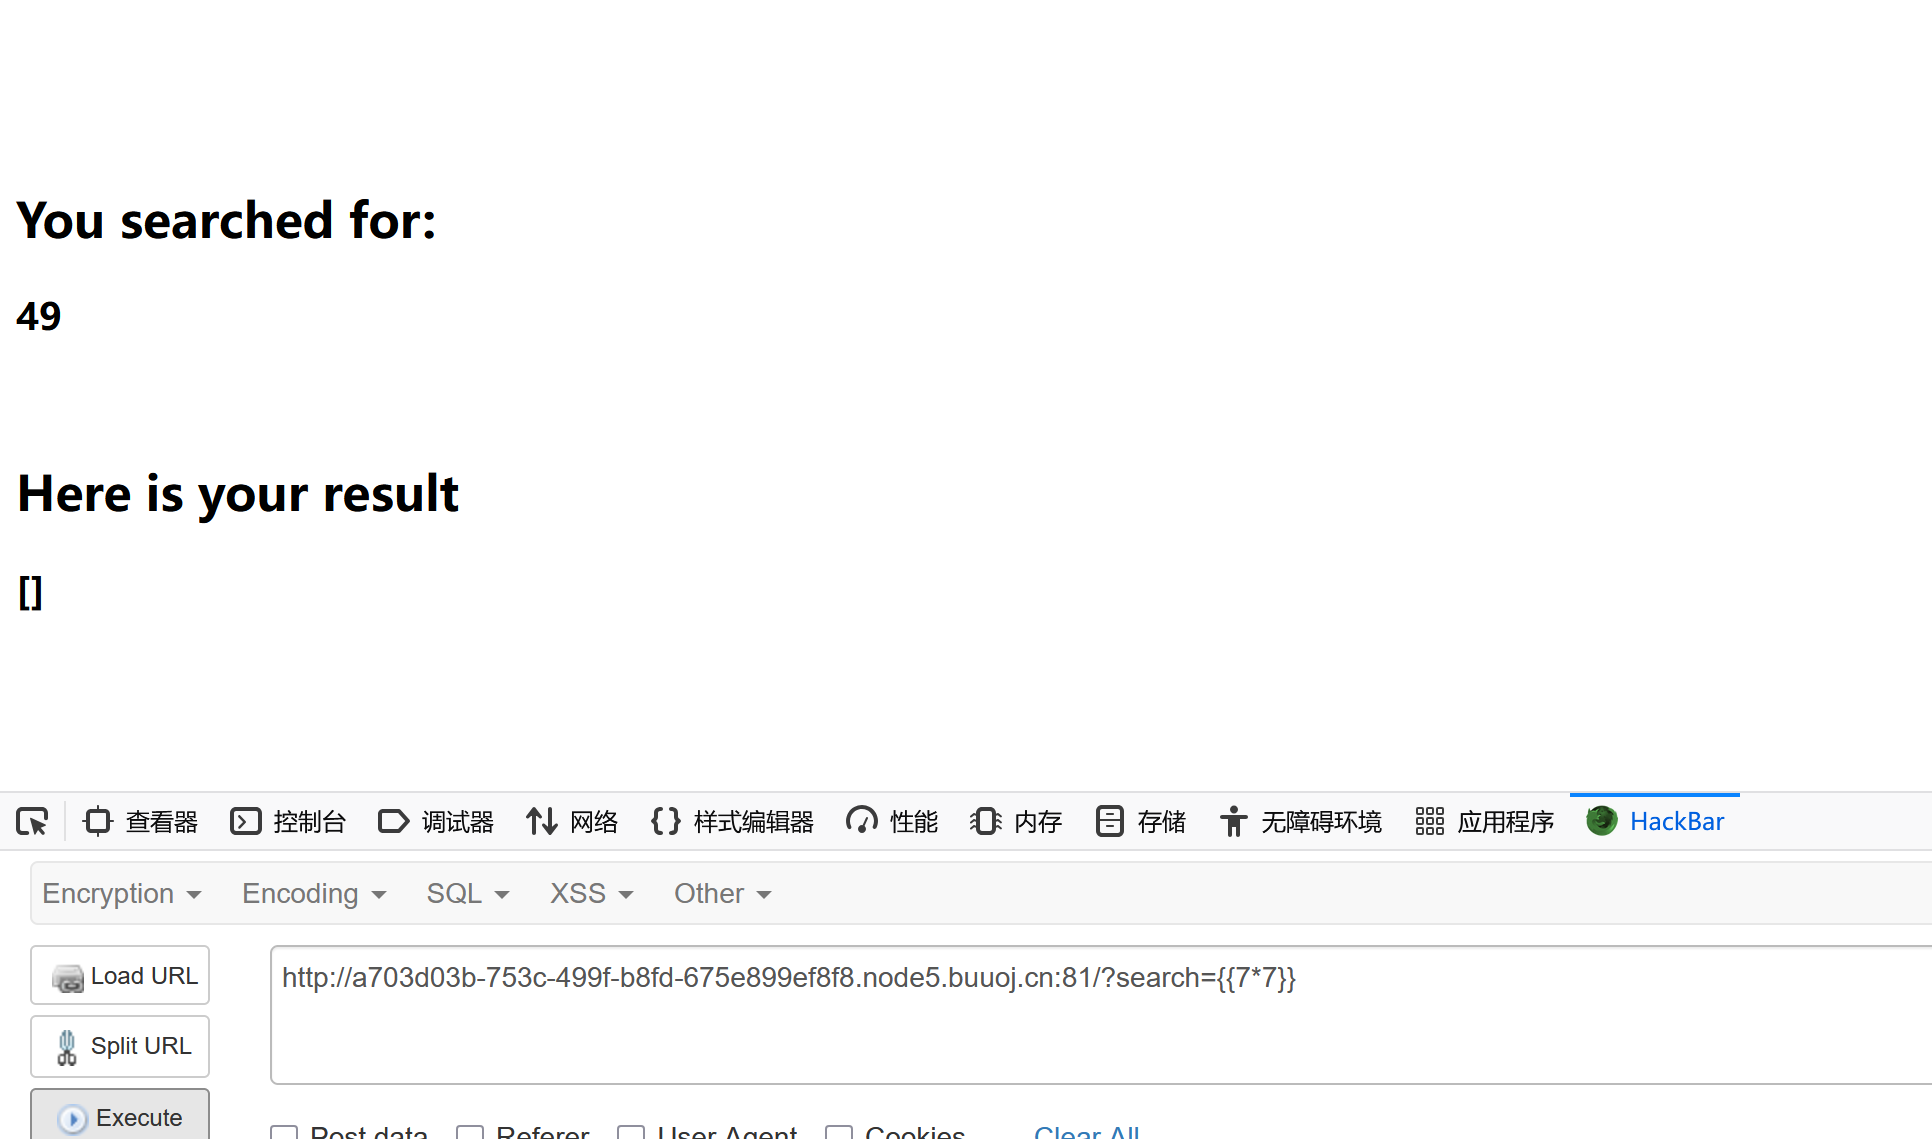 You searched for:
49
Here is your result
[]
查看器 控制台 调试器 网络 样式编辑器 性能 内存 存储 无障碍环境 应用程序 HackBar
Encryption Encoding SQL XSS Other
Load URL
http://a703d03b-753c-499f-b8fd-675e899ef8f8.node5.buuoj.cn:81/?search={{7*7}}
Split URL
Execute
Post data Referer User Agent Cookies Clear All